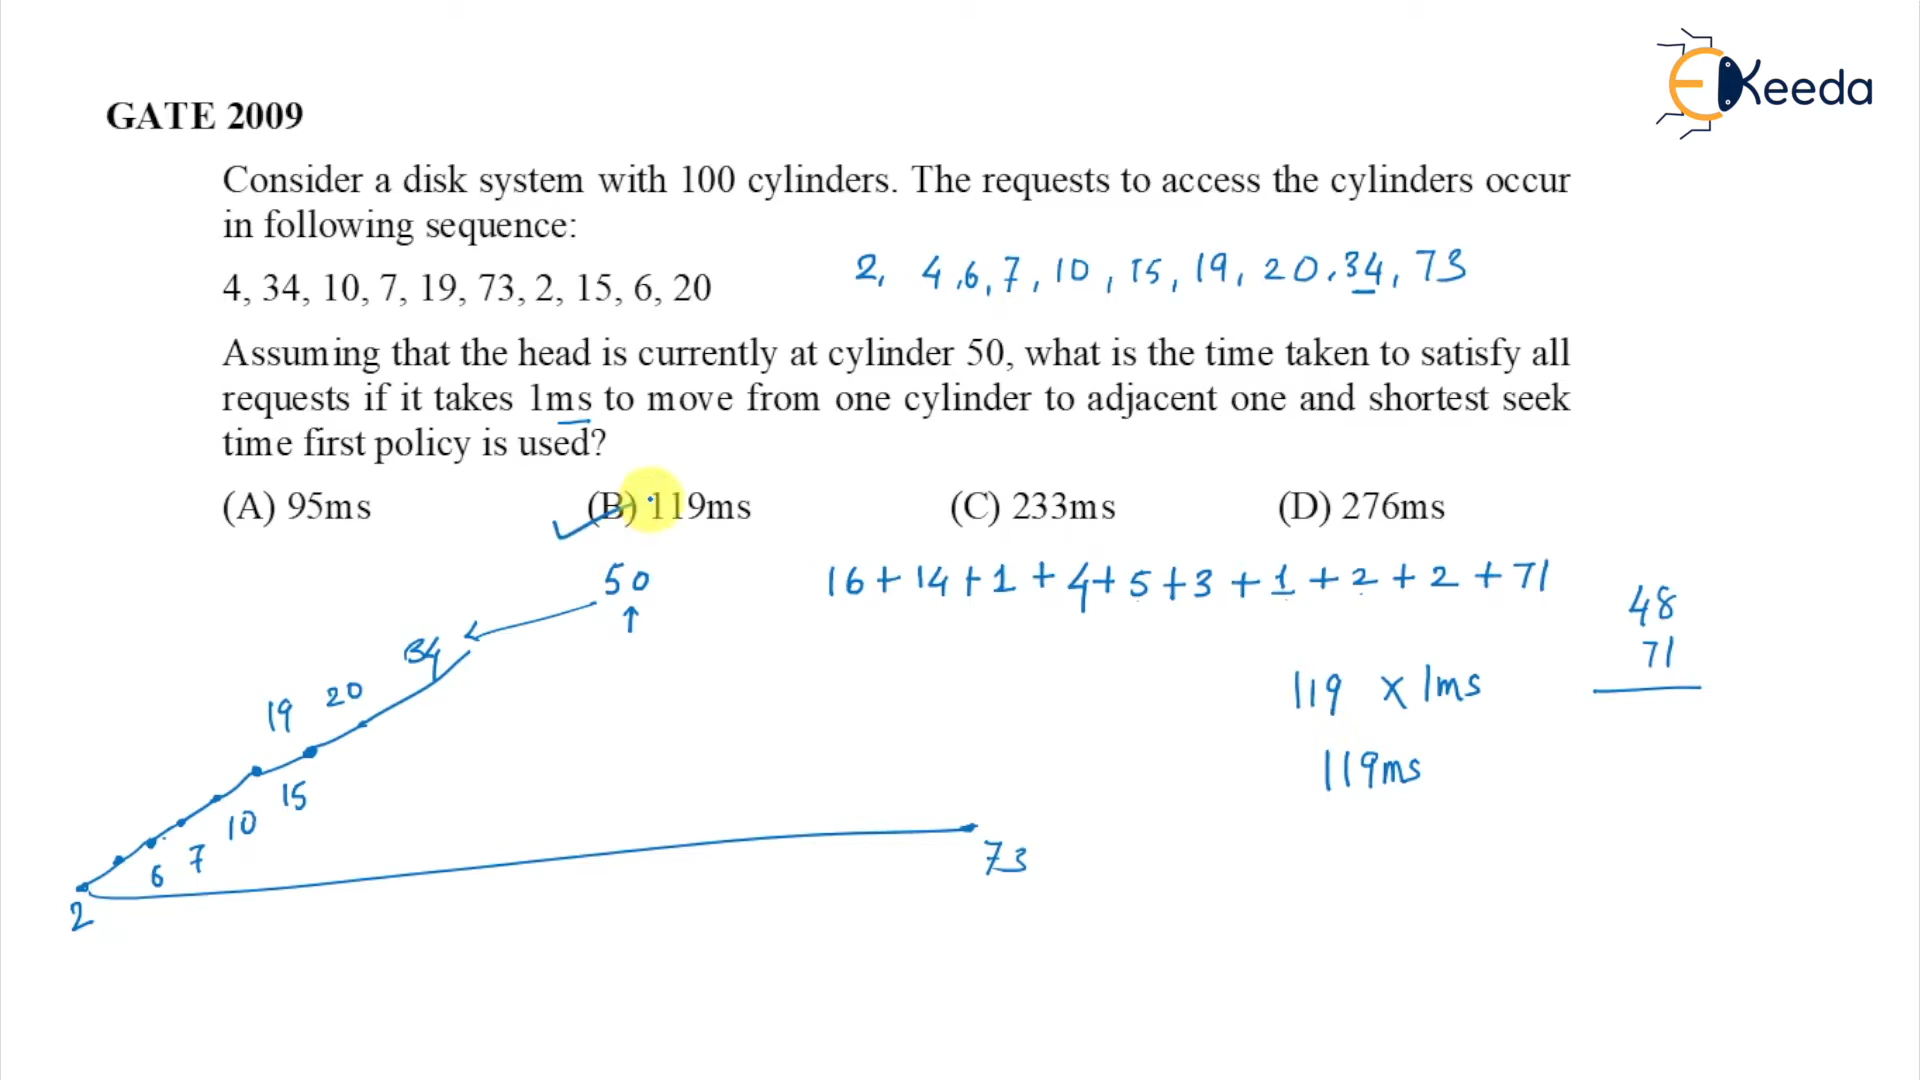 EKeeda
GATE 2009
Consider a disk system with 100 cylinders. The requests to access the cylinders occur
in following sequence:
4, 34, 10, 7, 19, 73, 2, 15, 6, 20
2, 4, 6, 7, 10, 15, 19, 20, 34, 73
Assuming that the head is currently at cylinder 50, what is the time taken to satisfy all
requests if it takes 1ms to move from one cylinder to adjacent one and shortest seek
time first policy is used?
(A) 95ms (B) 119ms (C) 233ms (D) 276ms
50
16 + 14 + 1 + 4 + 5 + 3 + 1 + 2 + 2 + 71
48
71
34
119 x 1ms
19 20
119ms
15
10
7
6
73
2